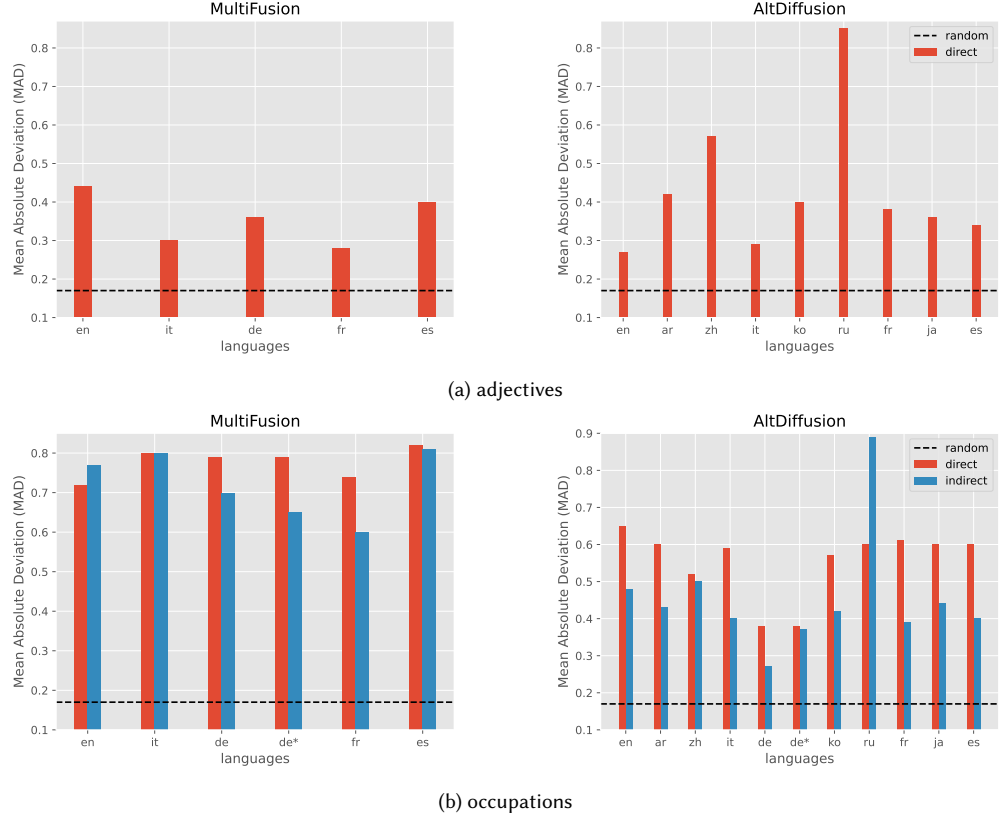 MultiFusion
Mean Absolute Deviation (MAD)
0.8
0.7
0.6
0.5
0.4
0.3
0.2
0.1
en it de fr es
languages
AltDiffusion
Mean Absolute Deviation (MAD)
0.8
0.7
0.6
0.5
0.4
0.3
0.2
0.1
random
direct
en ar zh it ko ru fr ja es
languages
(a) adjectives
MultiFusion
Mean Absolute Deviation (MAD)
0.8
0.7
0.6
0.5
0.4
0.3
0.2
0.1
en it de de* fr es
languages
AltDiffusion
Mean Absolute Deviation (MAD)
0.9
0.8
0.7
0.6
0.5
0.4
0.3
0.2
0.1
random
direct
indirect
en ar zh it de de* ko ru fr ja es
languages
(b) occupations